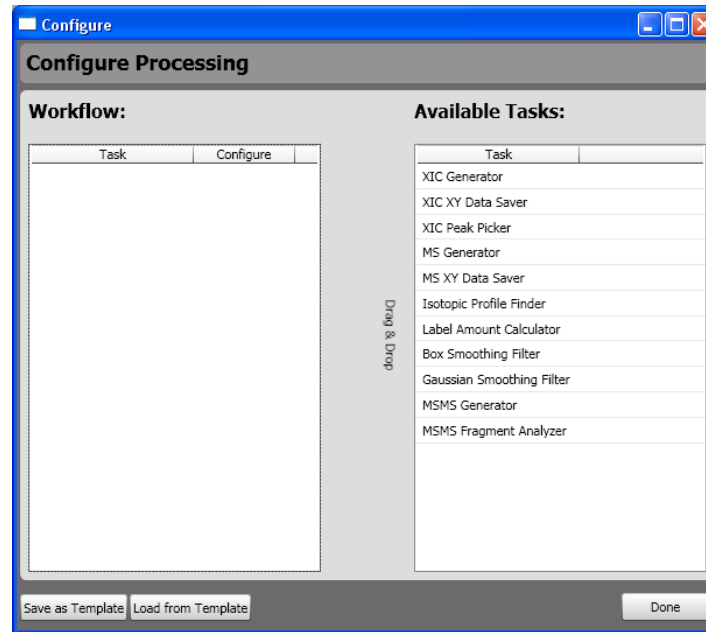 Configure
Configure Processing
Workflow:
Available Tasks:
Task Configure
Task
XIC Generator
XIC XY Data Saver
XIC Peak Picker
MS Generator
MS XY Data Saver
Isotopic Profile Finder
Label Amount Calculator
Box Smoothing Filter
Gaussian Smoothing Filter
MSMS Generator
MSMS Fragment Analyzer
Drag & Drop
Save as Template Load from Template
Done